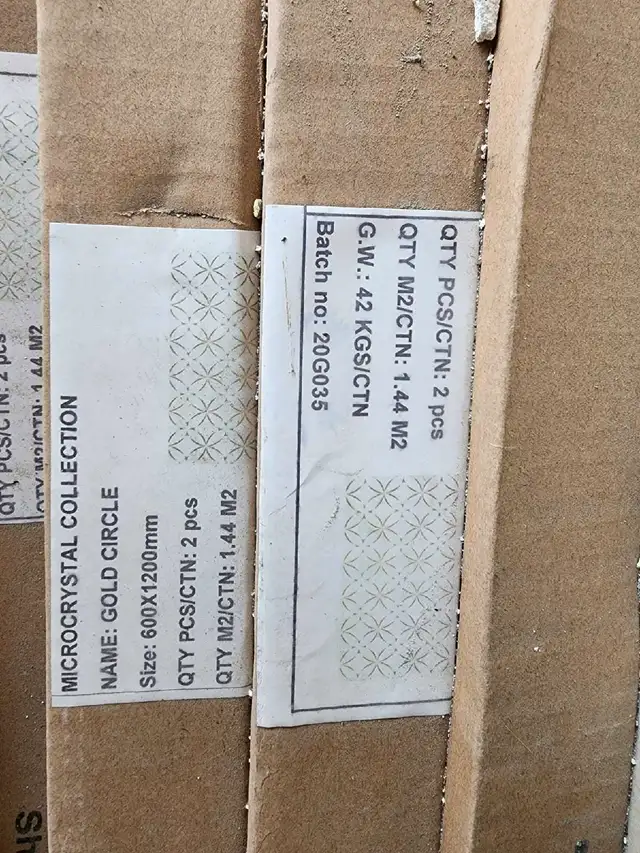 QTY PCS/CTN: 2 pcs
QTY M2/CTN: 1.44 M2
MICROCRYSTAL COLLECTION
NAME: GOLD CIRCLE
Size: 600X1200mm
QTY PCS/CTN: 2 pcs
QTY M2/CTN: 1.44 M2
QTY PCS/CTN: 2 pcs
QTY M2/CTN: 1.44 M2
G.W.: 42 KGS/CTN
Batch no: 20G035